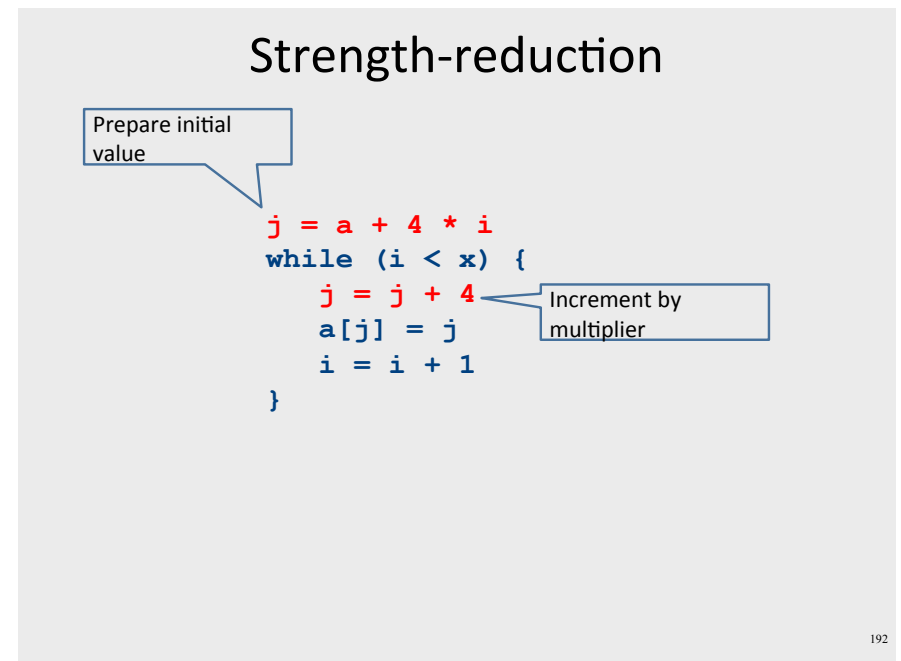 Strength-reduction
Prepare initial
value
j = a + 4 * i
while (i < x) {
j = j + 4
a[j] = j
i = i + 1
}
Increment by
multiplier
192